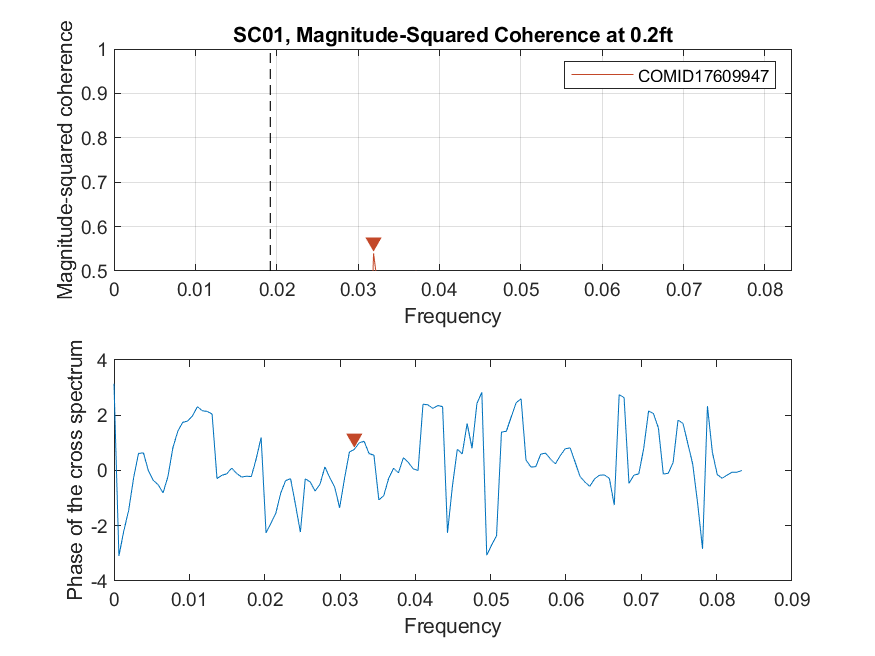 SC01, Magnitude-Squared Coherence at 0.2ft
Magnitude-squared coherence
1
0.9
0.8
0.7
0.6
0.5
COMID17609947
0 0.01 0.02 0.03 0.04 0.05 0.06 0.07 0.08
Frequency
Phase of the cross spectrum
4
2
0
-2
-4
0 0.01 0.02 0.03 0.04 0.05 0.06 0.07 0.08 0.09
Frequency